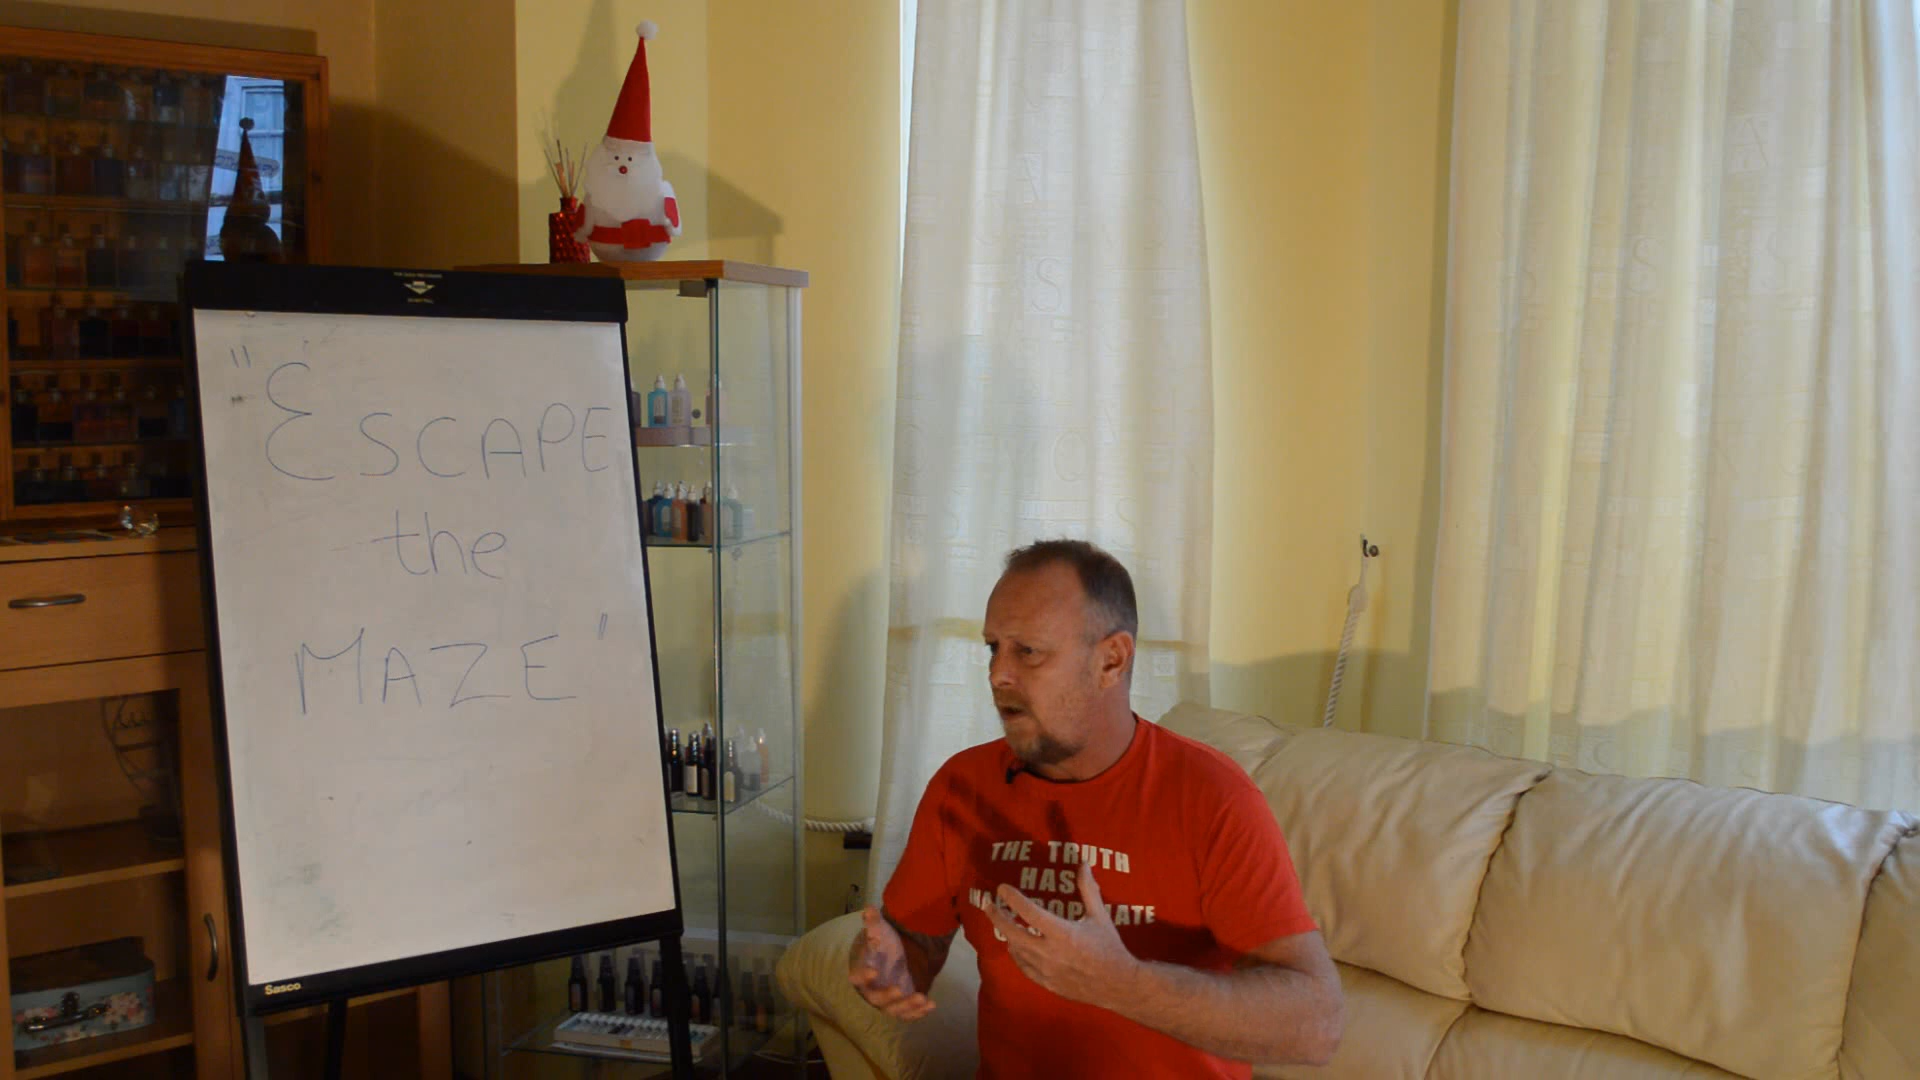 "ESCAPE
the
MAZE"
Sasco
THE TRUTH
HAS